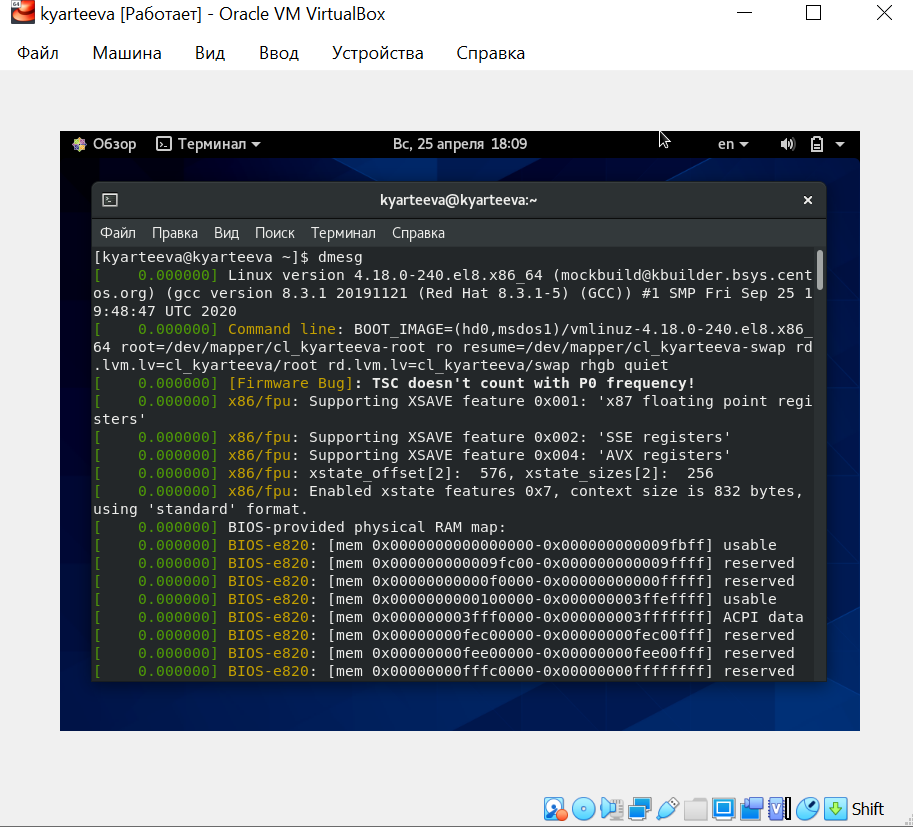 kyarteeva [Работает] - Oracle VM VirtualBox
Файл Машина Вид Ввод Устройства Справка
Обзор Терминал Вс, 25 апреля 18:09 en
kyarteeva@kyarteeva:~
Файл Правка Вид Поиск Терминал Справка
[kyarteeva@kyarteeva ~]$ dmesg
[    0.000000] Linux version 4.18.0-240.el8.x86_64 (mockbuild@kbuilder.bsys.cent
os.org) (gcc version 8.3.1 20191121 (Red Hat 8.3.1-5) (GCC)) #1 SMP Fri Sep 25 1
9:48:47 UTC 2020
[    0.000000] Command line: BOOT_IMAGE=(hd0,msdos1)/vmlinuz-4.18.0-240.el8.x86_
64 root=/dev/mapper/cl_kyarteeva-root ro resume=/dev/mapper/cl_kyarteeva-swap rd
.lvm.lv=cl_kyarteeva/root rd.lvm.lv=cl_kyarteeva/swap rhgb quiet
[    0.000000] [Firmware Bug]: TSC doesn't count with P0 frequency!
[    0.000000] x86/fpu: Supporting XSAVE feature 0x001: 'x87 floating point regi
sters'
[    0.000000] x86/fpu: Supporting XSAVE feature 0x002: 'SSE registers'
[    0.000000] x86/fpu: Supporting XSAVE feature 0x004: 'AVX registers'
[    0.000000] x86/fpu: xstate_offset[2]:  576, xstate_sizes[2]:  256
[    0.000000] x86/fpu: Enabled xstate features 0x7, context size is 832 bytes,
using 'standard' format.
[    0.000000] BIOS-provided physical RAM map:
[    0.000000] BIOS-e820: [mem 0x0000000000000000-0x000000000009fbff] usable
[    0.000000] BIOS-e820: [mem 0x000000000009fc00-0x000000000009ffff] reserved
[    0.000000] BIOS-e820: [mem 0x00000000000f0000-0x00000000000fffff] reserved
[    0.000000] BIOS-e820: [mem 0x0000000000100000-0x000000003ffeffff] usable
[    0.000000] BIOS-e820: [mem 0x000000003fff0000-0x000000003fffffff] ACPI data
[    0.000000] BIOS-e820: [mem 0x00000000fec00000-0x00000000fec00fff] reserved
[    0.000000] BIOS-e820: [mem 0x00000000fee00000-0x00000000fee00fff] reserved
[    0.000000] BIOS-e820: [mem 0x00000000fffc0000-0x00000000ffffffff] reserved
Shift